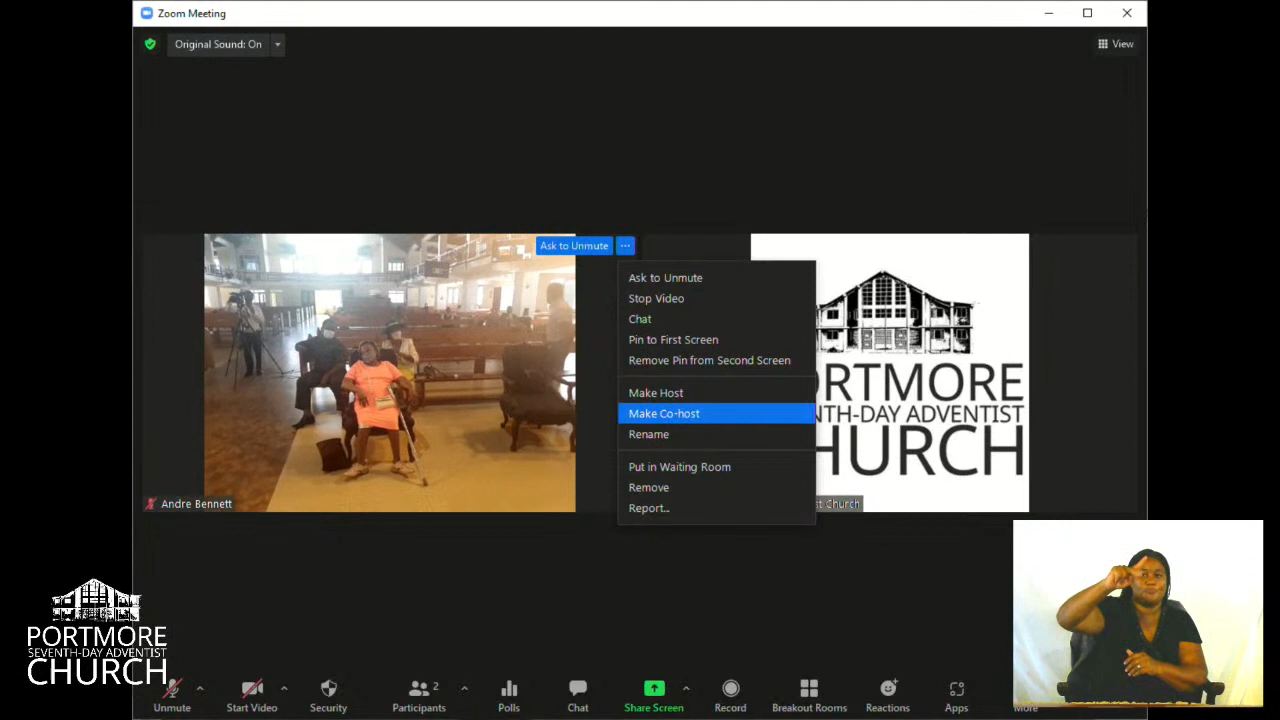 Zoom Meeting
Original Sound: On
View
Ask to Unmute
Ask to Unmute
Stop Video
Chat
Pin to First Screen
Remove Pin from Second Screen
Make Host
Make Co-host
Rename
Put in Waiting Room
Remove
Report...
Andre Bennett
ORTMORE
NTH-DAY ADVENTIST
HURCH
st Church
PORTMORE
SEVENTH-DAY ADVENTIST
CHURCH
Unmute
Start Video
Security
Participants
2
Polls
Chat
Share Screen
Record
Breakout Rooms
Reactions
Apps
More